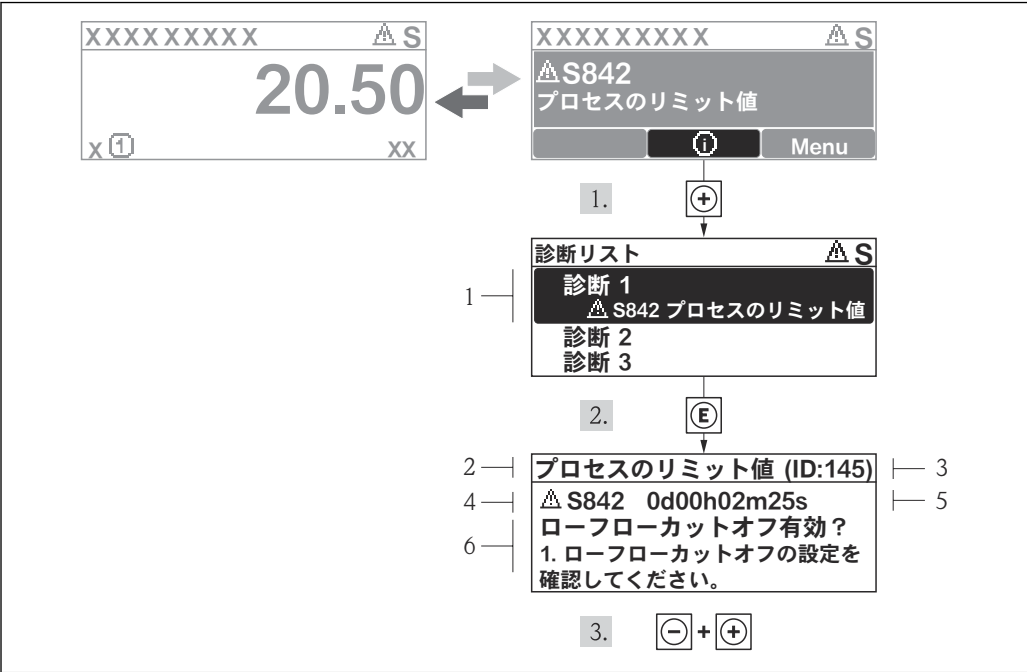 XXXXXXXXX ⚠ S
20.50
x ① xx
XXXXXXXXX ⚠ S
⚠ S842
プロセスのリミット値
ⓘ Menu
1. +
診断リスト ⚠ S
1 診断 1
⚠ S842 プロセスのリミット値
診断 2
診断 3
2. E
2 プロセスのリミット値 (ID:145) 3
4 ⚠ S842 0d00h02m25s 5
6 ローフローカットオフ有効？
1. ローフローカットオフの設定を
確認してください。
3. - + +